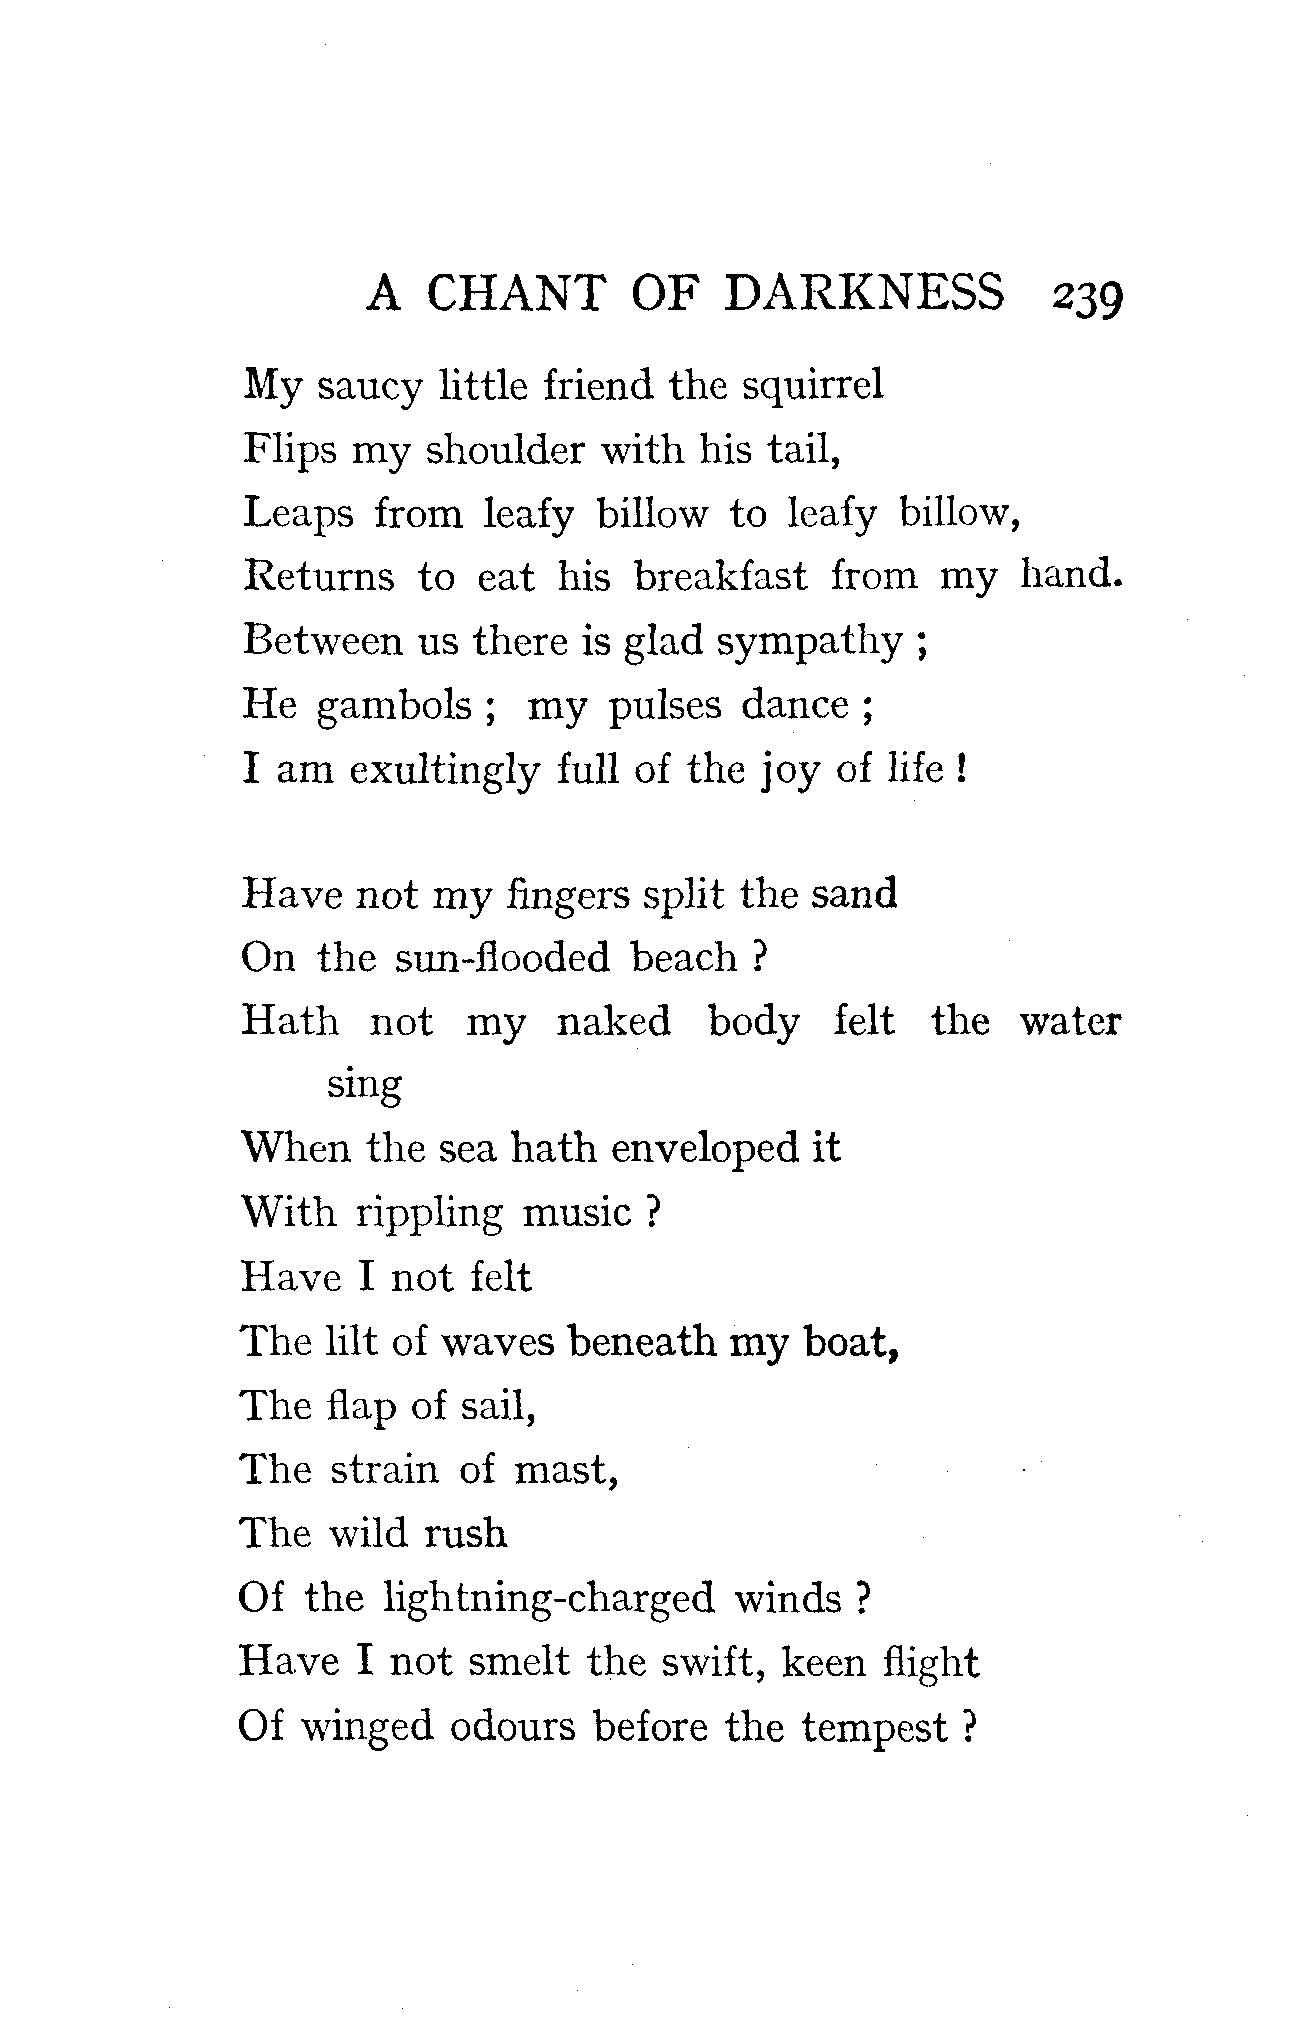 A CHANT OF DARKNESS 239
My saucy little friend the squirrel
Flips my shoulder with his tail,
Leaps from leafy billow to leafy billow,
Returns to eat his breakfast from my hand.
Between us there is glad sympathy ;
He gambols ; my pulses dance ;
I am exultingly full of the joy of life !
Have not my fingers split the sand
On the sun-flooded beach ?
Hath not my naked body felt the water
sing
When the sea hath enveloped it
With rippling music ?
Have I not felt
The lilt of waves beneath my boat,
The flap of sail,
The strain of mast,
The wild rush
Of the lightning-charged winds ?
Have I not smelt the swift, keen flight
Of winged odours before the tempest ?